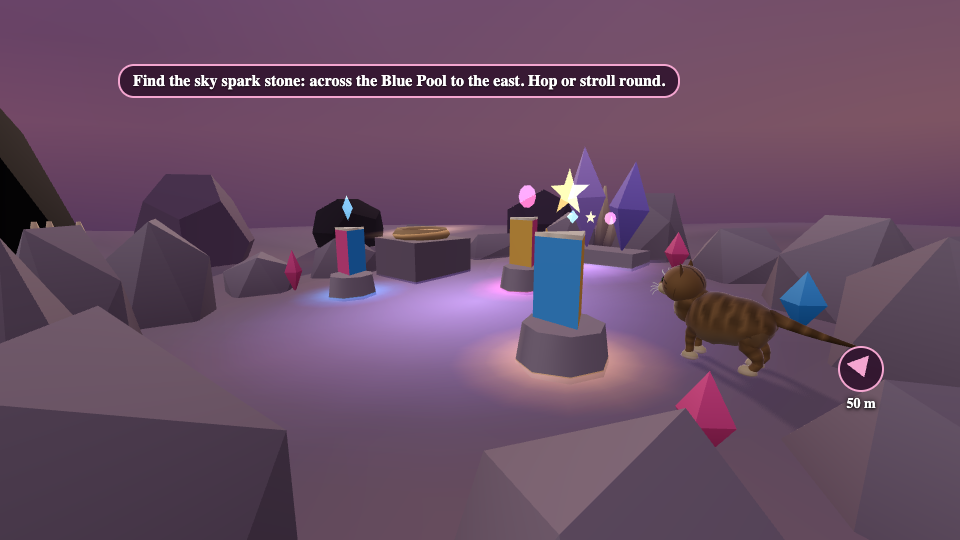 Find the sky spark stone: across the Blue Pool to the east. Hop or stroll round.
50 m